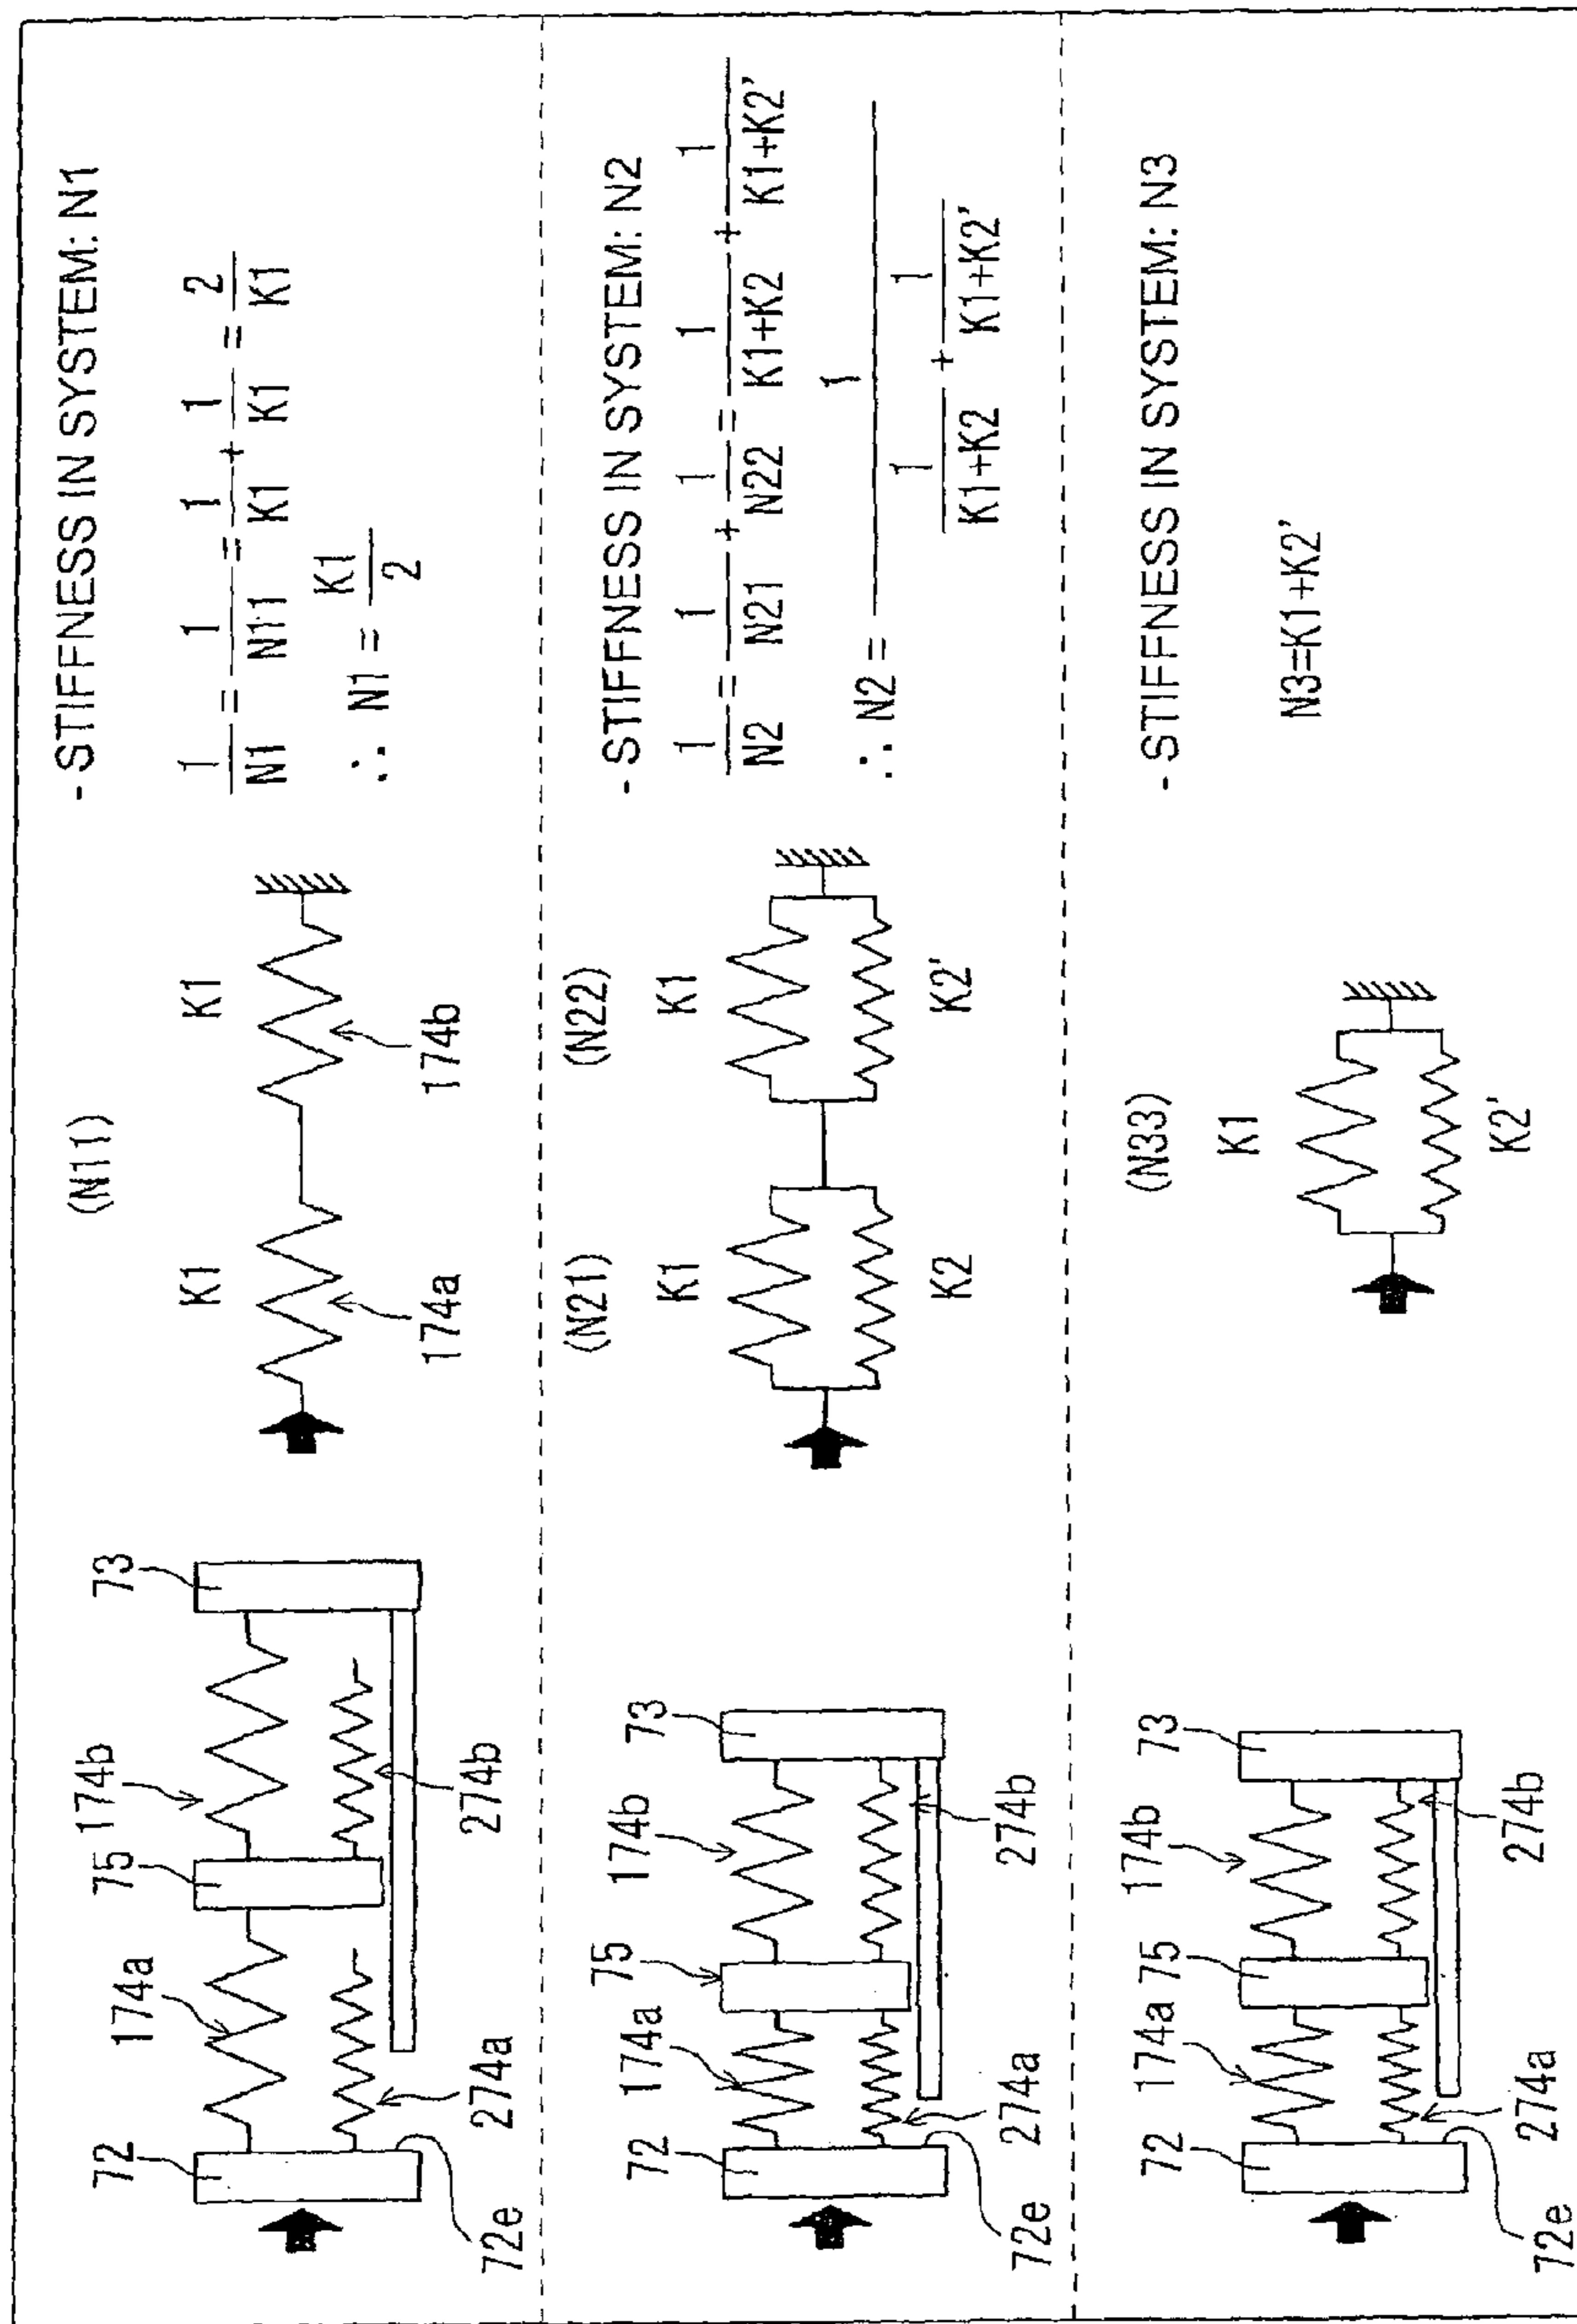 72
174a
75
174b
73
274a
274b
72e
(N11)
K1
K1
174a
174b
- STIFFNESS IN SYSTEM: N1
1/N1 = 1/N11 = 1/K1 + 1/K1 = 2/K1
∴ N1 = K1/2
72
174a
75
174b
73
274a
274b
72e
(N21)
(N22)
K1
K1
K2
K2'
- STIFFNESS IN SYSTEM: N2
1/N2 = 1/N21 + 1/N22 = 1/K1+K2 + 1/K1+K2'
∴ N2 = 1/(1/K1+K2 + 1/K1+K2')
72
174a
75
174b
73
274a
274b
72e
(N33)
K1
K2'
- STIFFNESS IN SYSTEM: N3
N3=K1+K2'